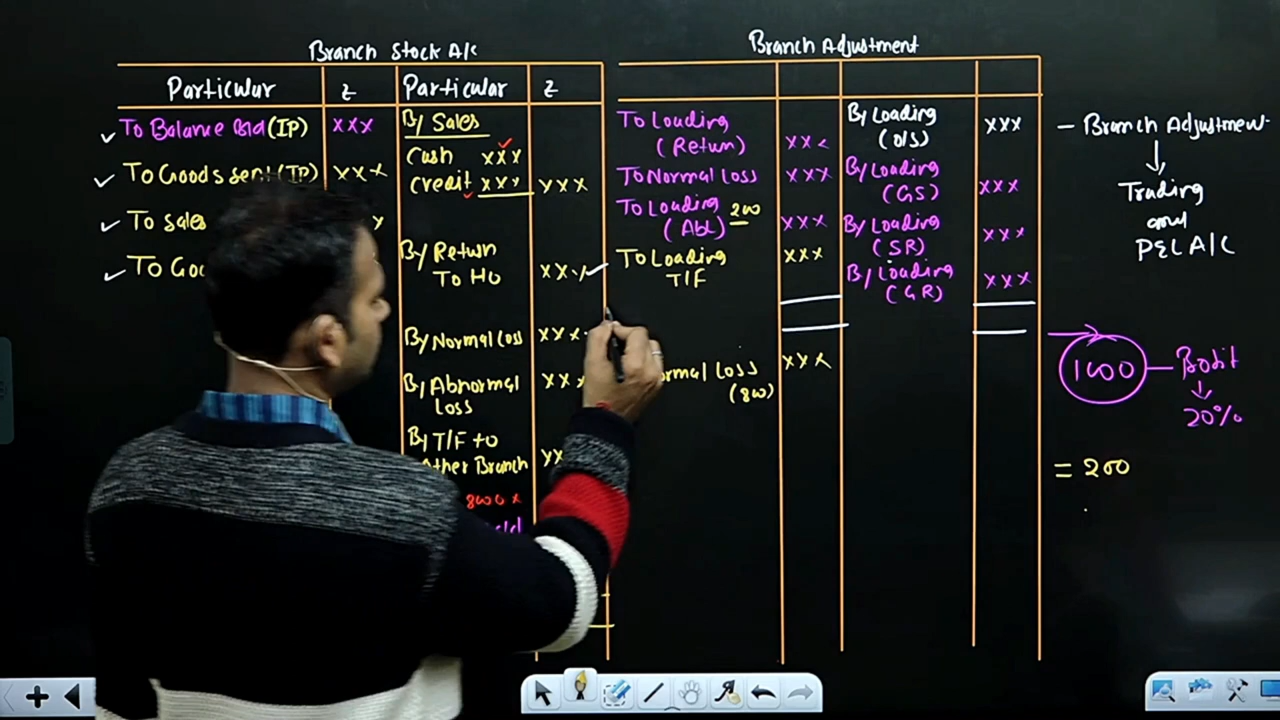 Branch Stock A/c
Particular ₹ Particular ₹
To Balance b/d (IP) xxx
To Goods sent (IP) xxx
To Sales
To Goo
By Sales
Cash xxx
Credit xxx xxx
By Return
To HO xxx
By Normal Loss xxx
By Abnormal
Loss xxx
By T/F to
Other Branch xx
8000 x
c/d
Branch Adjustment
To Loading
(Return) xxx
To Normal Loss xxx
To Loading 200
(Abl) xxx
To Loading xxx
T/F
ormal Loss xxx
(800)
By Loading
(O/S) xxx
By Loading
(GS) xxx
By Loading
(SR) xxx
By Loading
(GR) xxx
- Branch Adjustment
↓
Trading
and
P&L A/C
1000 - Profit
↓
20%
= 200